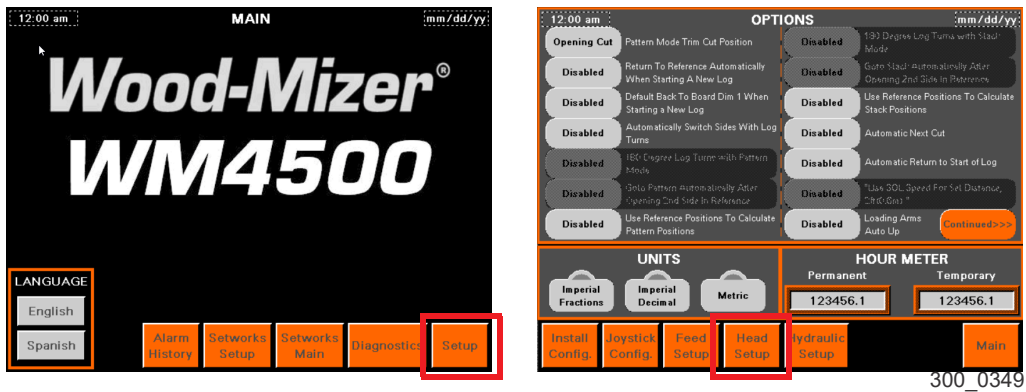 12:00 am
MAIN
mm/dd/yy
Wood-Mizer®
WM4500
LANGUAGE
English
Spanish
Alarm
History
Setworks
Setup
Setworks
Main
Diagnostics
Setup
12:00 am
OPTIONS
mm/dd/yy
Opening Cut
Pattern Mode Trim Cut Position
Disabled
Return To Reference Automatically
When Starting A New Log
Disabled
Default Back To Board Dim 1 When
Starting a New Log
Disabled
Automatically Switch Sides With Log
Turns
Disabled
180 Degree Log Turns with Pattern
Mode
Disabled
Goto Pattern Automatically After
Opening 2nd Side In Reference
Disabled
Use Reference Positions To Calculate
Pattern Positions
Disabled
180 Degree Log Turns with Stack
Mode
Disabled
Goto Stack Automatically After
Opening 2nd Side In Reference
Disabled
Use Reference Positions To Calculate
Stack Positions
Disabled
Automatic Next Cut
Disabled
Automatic Return to Start of Log
Disabled
"Use SOL Speed For Set Distance,
Disabled
Loading Arms
Auto Up
Continued>>>
UNITS
Imperial
Fractions
Imperial
Decimal
Metric
HOUR METER
Permanent
Temporary
123456.1
123456.1
Install
Config.
Joystick
Config.
Feed
Setup
Head
Setup
Hydraulic
Setup
Main
300_0349